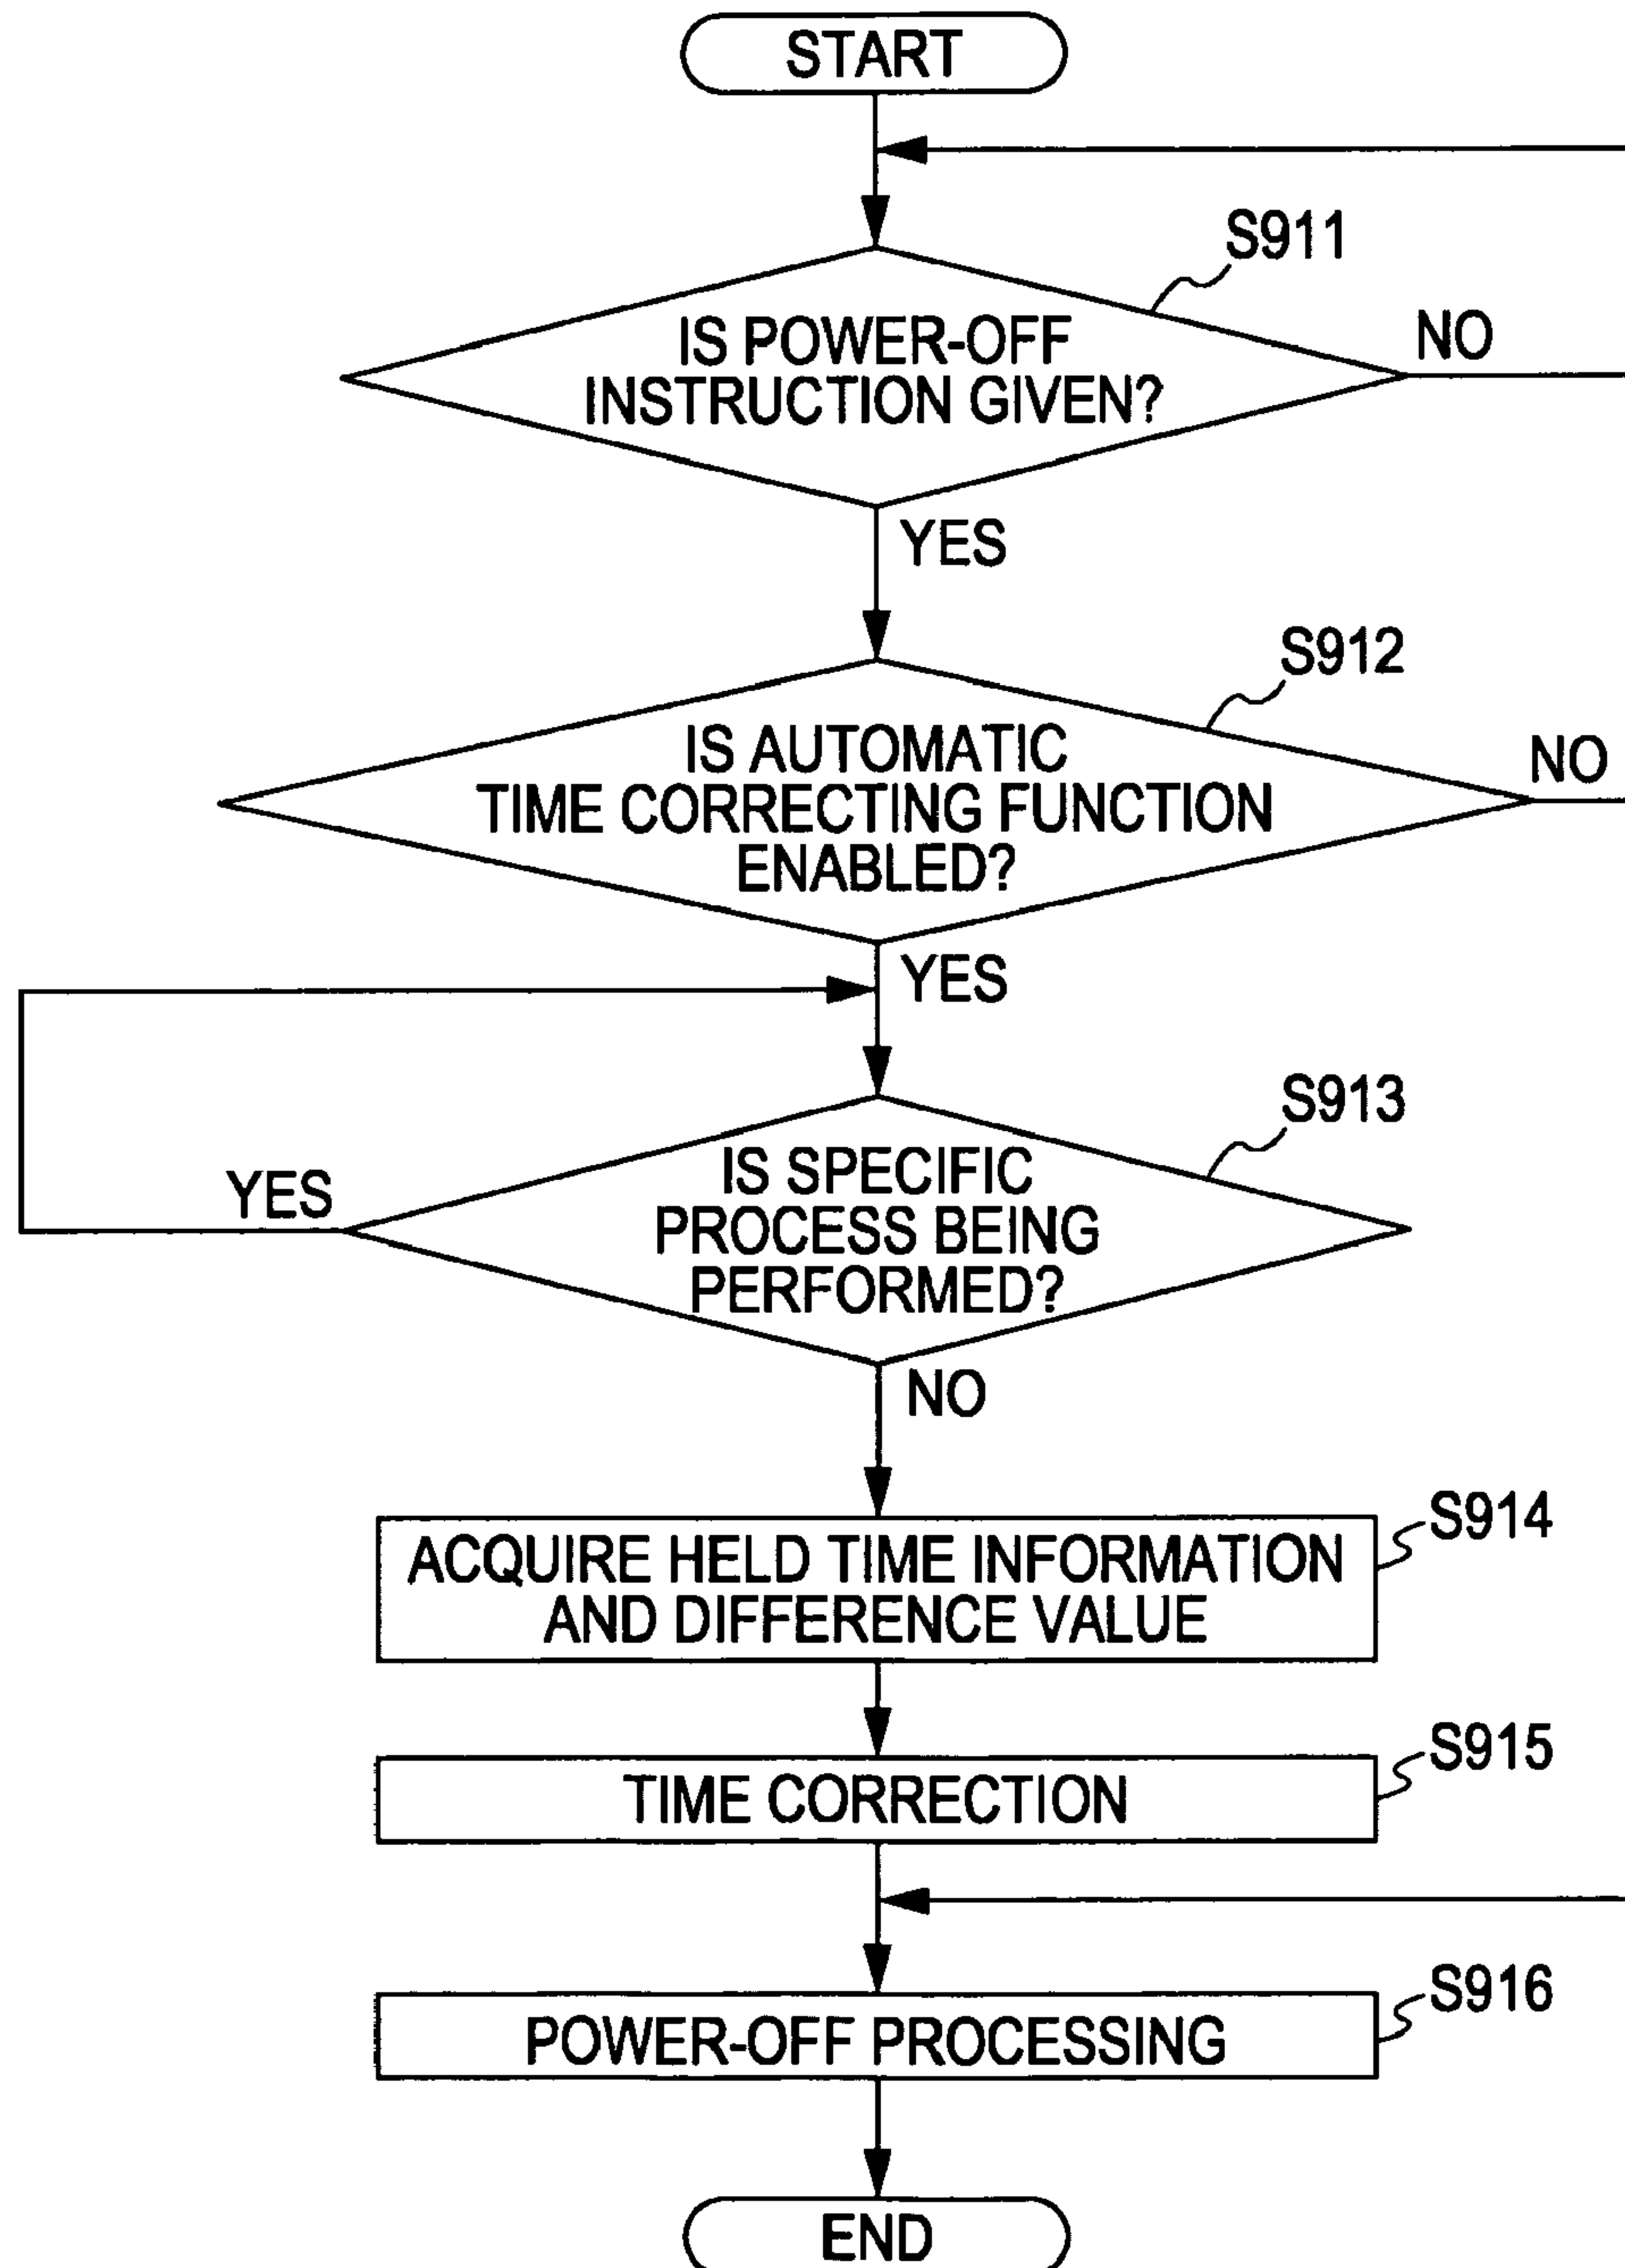 START
S911
IS POWER-OFF
INSTRUCTION GIVEN?
NO
YES
S912
IS AUTOMATIC
TIME CORRECTING FUNCTION
ENABLED?
NO
YES
S913
IS SPECIFIC
PROCESS BEING
PERFORMED?
YES
NO
S914
ACQUIRE HELD TIME INFORMATION
AND DIFFERENCE VALUE
S915
TIME CORRECTION
S916
POWER-OFF PROCESSING
END